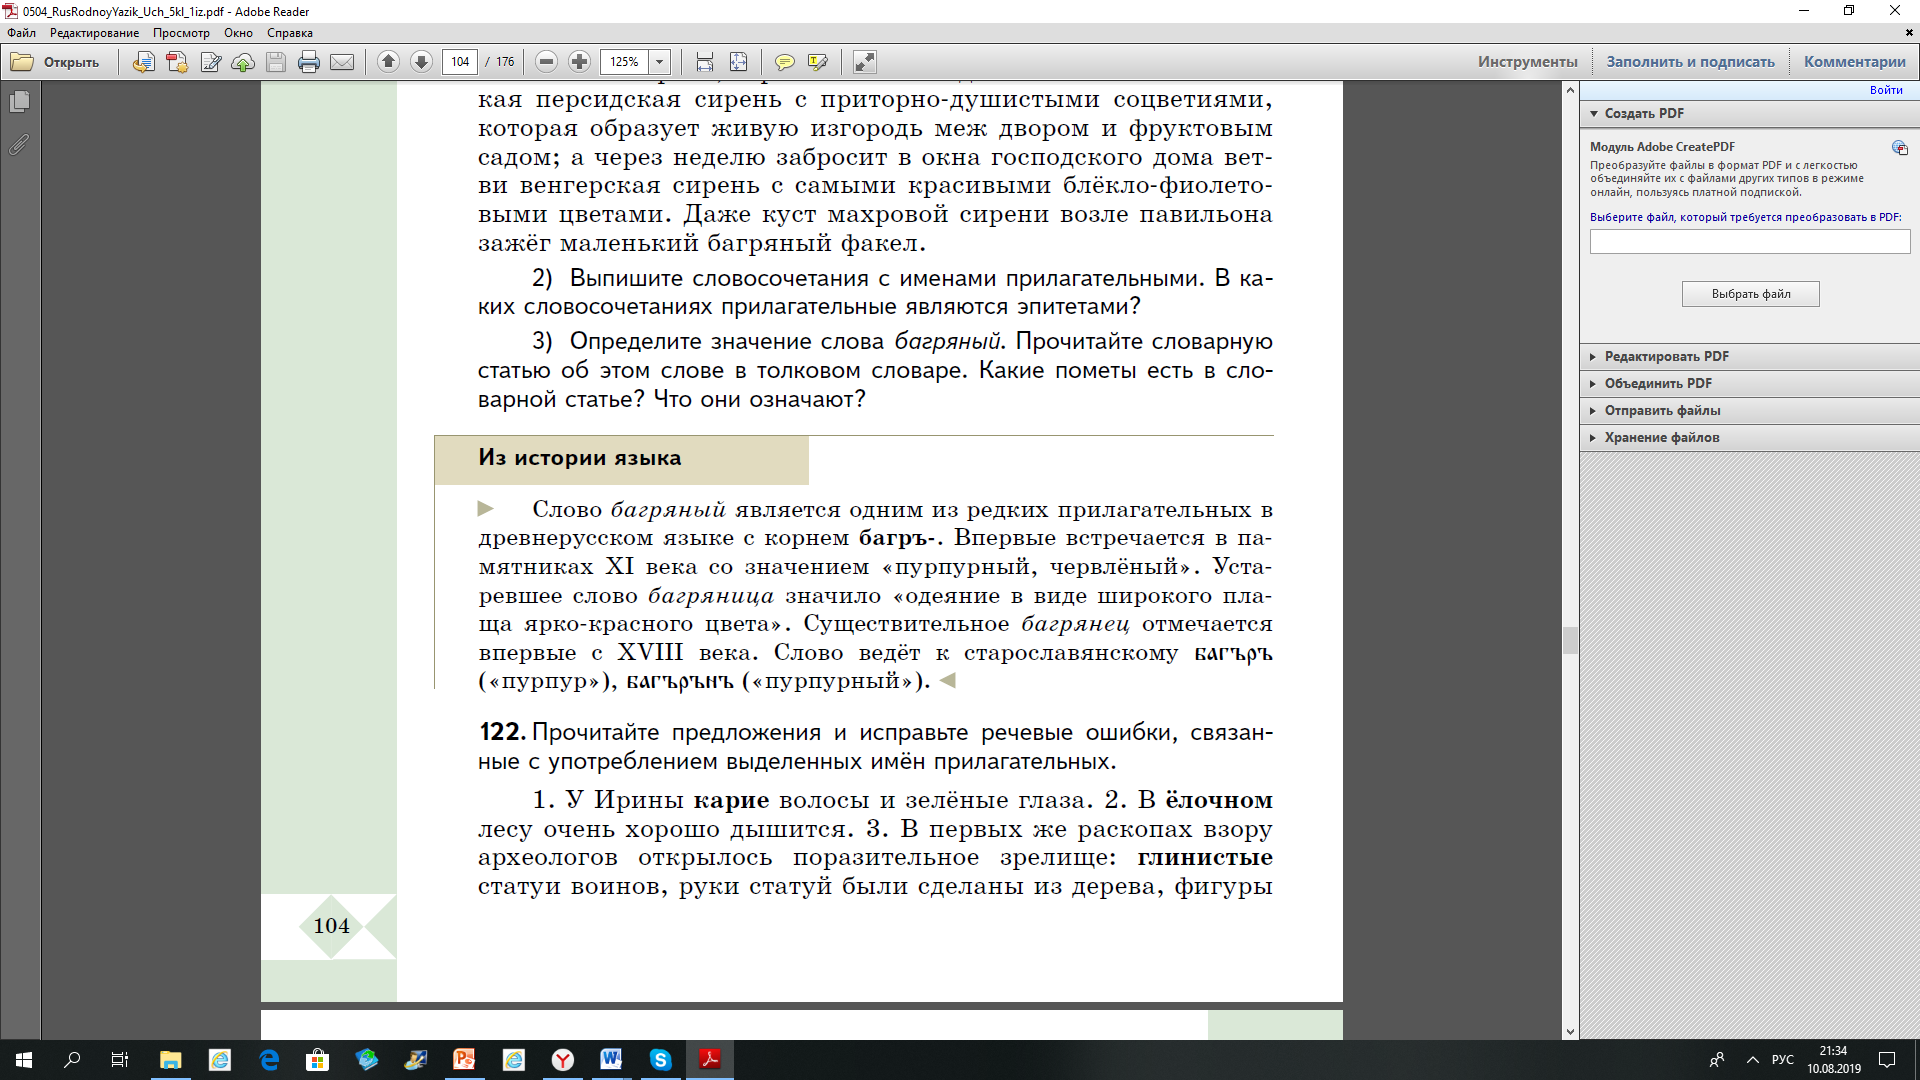 0504_RusRodnoyYazik_Uch_5kl_1iz.pdf - Adobe Reader
Файл Редактирование Просмотр Окно Справка
Открыть 104 / 176 125% Инструменты Заполнить и подписать Комментарии
кая персидская сирень с приторно-душистыми соцветиями,
которая образует живую изгородь меж двором и фруктовым
садом; а через неделю забросит в окна господского дома вет-
ви венгерская сирень с самыми красивыми блёкло-фиолето-
выми цветами. Даже куст махровой сирени возле павильона
зажёг маленький багряный факел.
2) Выпишите словосочетания с именами прилагательными. В ка-
ких словосочетаниях прилагательные являются эпитетами?
3) Определите значение слова багряный. Прочитайте словарную
статью об этом слове в толковом словаре. Какие пометы есть в сло-
варной статье? Что они означают?
Из истории языка
Слово багряный является одним из редких прилагательных в
древнерусском языке с корнем багръ-. Впервые встречается в па-
мятниках XI века со значением «пурпурный, червлёный». Уста-
ревшее слово багряница значило «одеяние в виде широкого пла-
ща ярко-красного цвета». Существительное багрянец отмечается
впервые с XVIII века. Слово ведёт к старославянскому багъръ
(«пурпур»), багърънъ («пурпурный»).
122. Прочитайте предложения и исправьте речевые ошибки, связан-
ные с употреблением выделенных имён прилагательных.
1. У Ирины карие волосы и зелёные глаза. 2. В ёлочном
лесу очень хорошо дышится. 3. В первых же раскопах взору
археологов открылось поразительное зрелище: глинистые
статуи воинов, руки статуй были сделаны из дерева, фигуры
104
Войти
Создать PDF
Модуль Adobe CreatePDF
Преобразуйте файлы в формат PDF и с легкостью
объединяйте их с файлами других типов в режиме
онлайн, пользуясь платной подпиской.
Выберите файл, который требуется преобразовать в PDF:
Выбрать файл
Редактировать PDF
Объединить PDF
Отправить файлы
Хранение файлов
РУС
21:34
10.08.2019